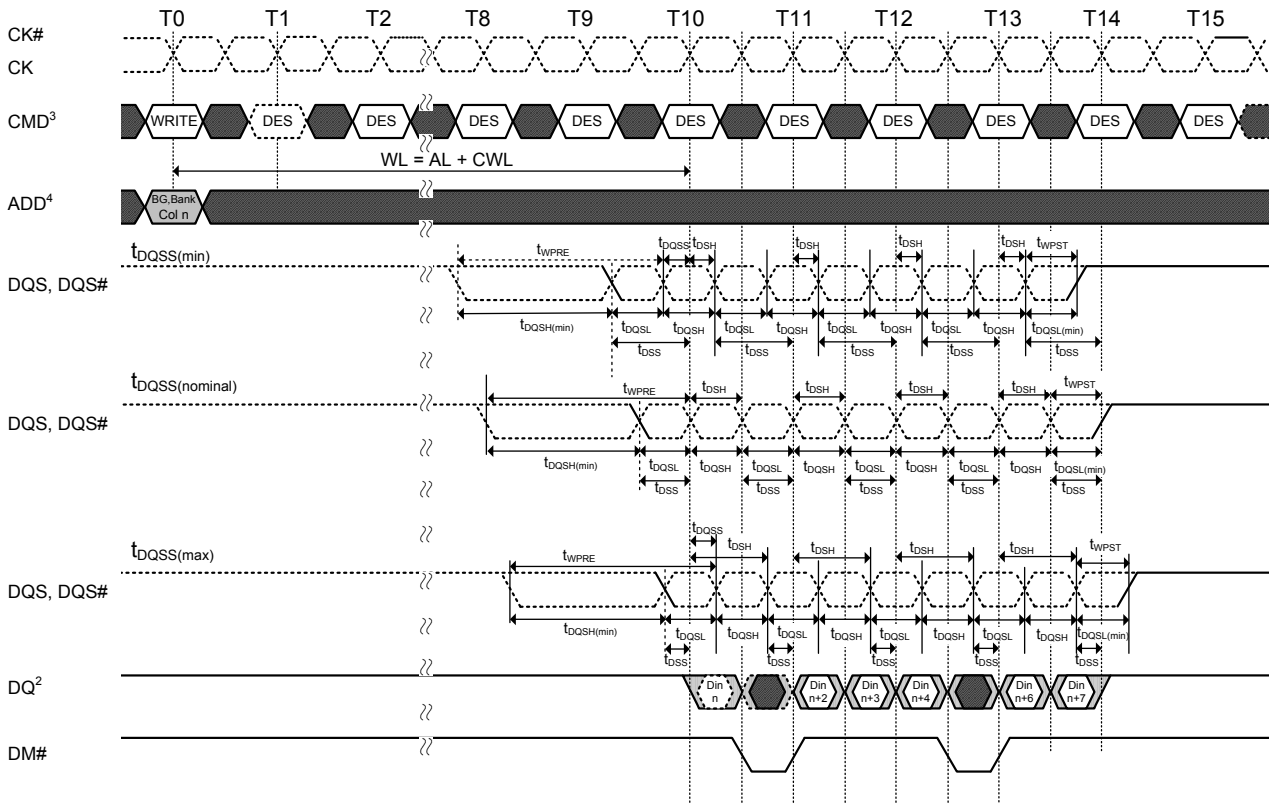 T0 T1 T2 T8 T9 T10 T11 T12 T13 T14 T15
CK#
CK
CMD3 WRITE DES DES DES DES DES DES DES DES DES DES
WL = AL + CWL
ADD4 BG,Bank
Col n
tDQSS(min) tWPRE tDQSS tDSH tDSH tDSH tDSH tWPST
DQS, DQS#
tDQSH(min) tDQSL tDQSH tDQSL tDQSH tDQSL tDQSH tDQSL tDQSH tDQSL(min)
tDSS tDSS tDSS tDSS tDSS
tDQSS(nominal) tWPRE tDSH tDSH tDSH tDSH tWPST
DQS, DQS#
tDQSH(min) tDQSL tDQSH tDQSL tDQSH tDQSL tDQSH tDQSL tDQSH tDQSL(min)
tDSS tDSS tDSS tDSS tDSS
tDQSS
tDQSS(max) tWPRE tDSH tDSH tDSH tDSH tWPST
DQS, DQS#
tDQSH(min) tDQSL tDQSH tDQSL tDQSH tDQSL tDQSH tDQSL tDQSH tDQSL(min)
tDSS tDSS tDSS tDSS tDSS
DQ2 Din Din Din Din Din Din
n n+2 n+3 n+4 n+6 n+7
DM#